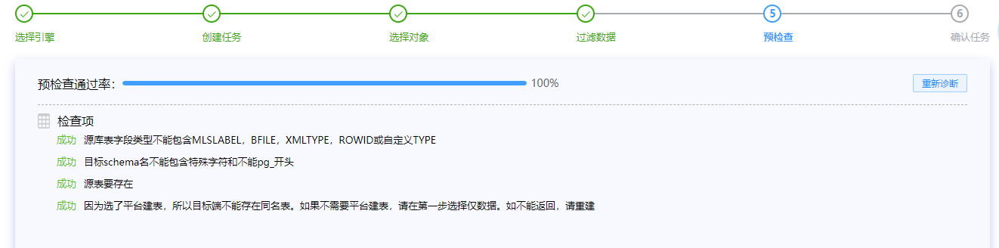 5
6
选择引擎
创建任务
选择对象
过滤数据
预检查
确认任务
预检查通过率：
100%
重新诊断
检查项
成功 源库表字段类型不能包含MLSLABEL，BFILE，XMLTYPE，ROWID或自定义TYPE
成功 目标schema名不能包含特殊字符和不能pg_开头
成功 源表要存在
成功 因为选了平台建表，所以目标端不能存在同名表。如果不需要平台建表，请在第一步选择仅数据。如不能返回，请重建